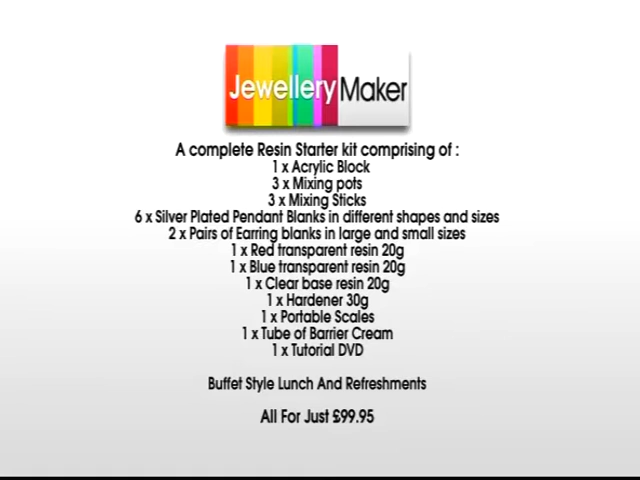 Jewellery Maker
A complete Resin Starter kit comprising of :
1 x Acrylic Block
3 x Mixing pots
3 x Mixing Sticks
6 x Silver Plated Pendant Blanks in different shapes and sizes
2 x Pairs of Earring blanks in large and small sizes
1 x Red transparent resin 20g
1 x Blue transparent resin 20g
1 x Clear base resin 20g
1 x Hardener 30g
1 x Portable Scales
1 x Tube of Barrier Cream
1 x Tutorial DVD
Buffet Style Lunch And Refreshments
All For Just £99.95